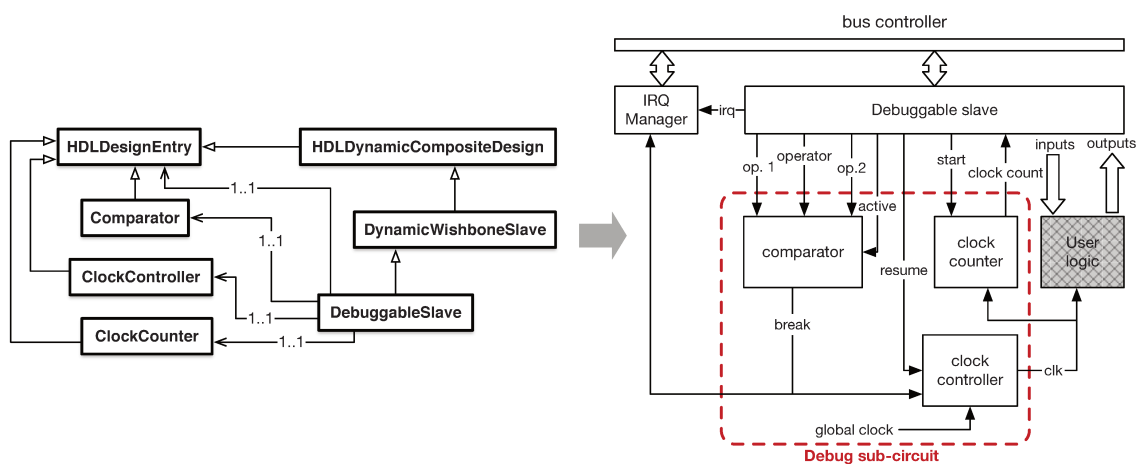 HDLDesignEntry
HDLDynamicCompositeDesign
1..1
Comparator
DynamicWishboneSlave
1..1
ClockController
1..1
DebuggableSlave
ClockCounter
1..1
bus controller
IRQ
Manager
irq
Debuggable slave
op. 1
operator
op.2
active
start
clock count
inputs
outputs
comparator
resume
clock
counter
User
logic
break
clock
controller
clk
global clock
Debug sub-circuit